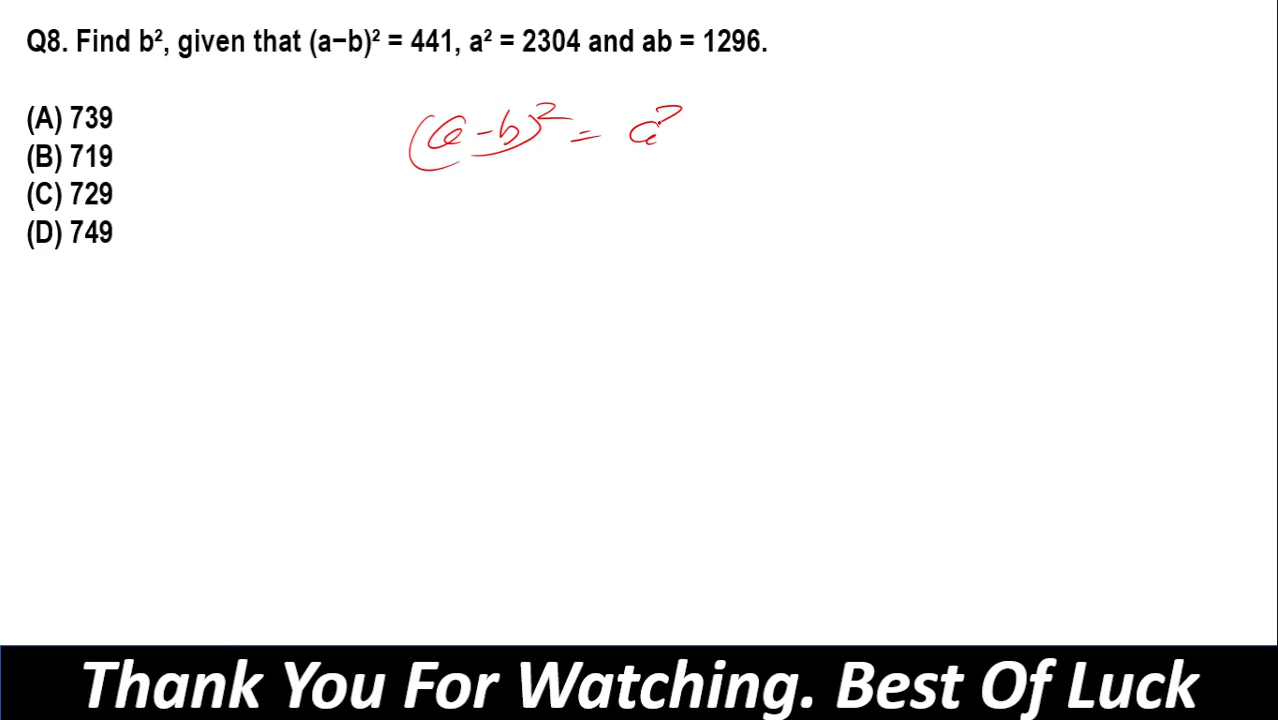 Q8. Find b², given that (a−b)² = 441, a² = 2304 and ab = 1296.
(A) 739
(B) 719
(C) 729
(D) 749
(a-b)² = a²
Thank You For Watching. Best Of Luck